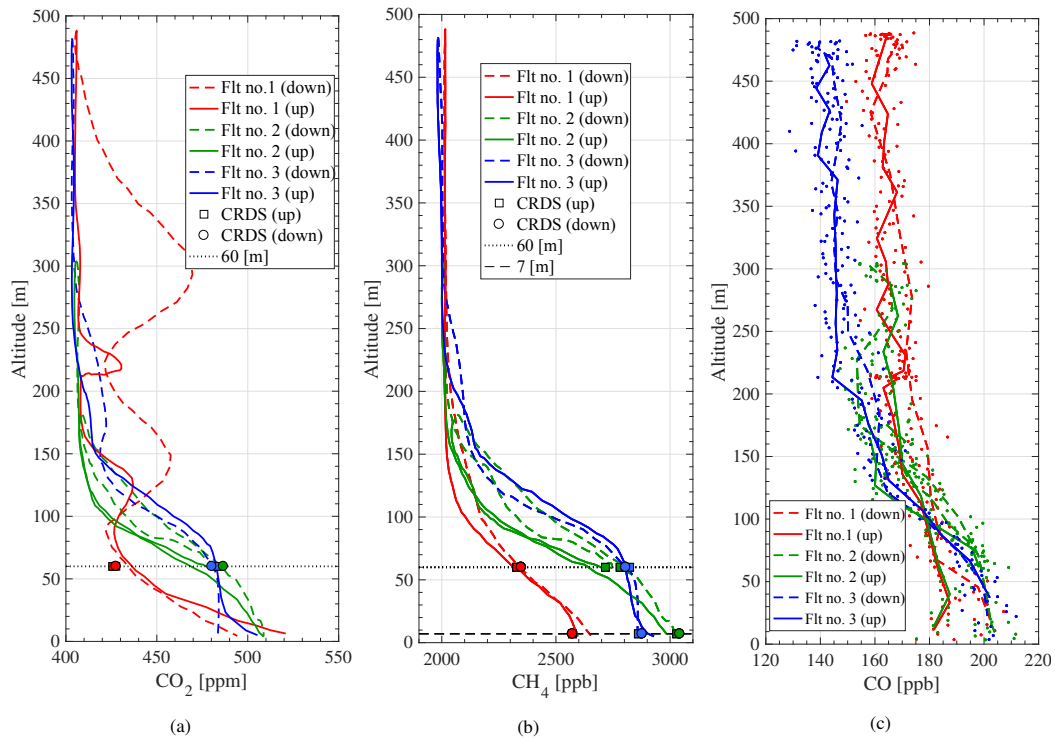 500
450
400
350
300
250
200
150
100
50
0
Altitude [m]
400 450 500 550
CO2 [ppm]
Flt no.1 (down)
Flt no. 1 (up)
Flt no. 2 (down)
Flt no. 2 (up)
Flt no. 3 (down)
Flt no. 3 (up)
CRDS (up)
CRDS (down)
60 [m]
(a)
500
450
400
350
300
250
200
150
100
50
0
Altitude [m]
2000 2200 2400 2600 2800 3000
CH4 [ppb]
Flt no. 1 (down)
Flt no. 1 (up)
Flt no. 2 (down)
Flt no. 2 (up)
Flt no. 3 (down)
Flt no. 3 (up)
CRDS (up)
CRDS (down)
60 [m]
7 [m]
(b)
500
450
400
350
300
250
200
150
100
50
0
Altitude [m]
120 140 160 180 200 220
CO [ppb]
Flt no. 1 (down)
Flt no.1 (up)
Flt no. 2 (down)
Flt no. 2 (up)
Flt no. 3 (down)
Flt no. 3 (up)
(c)